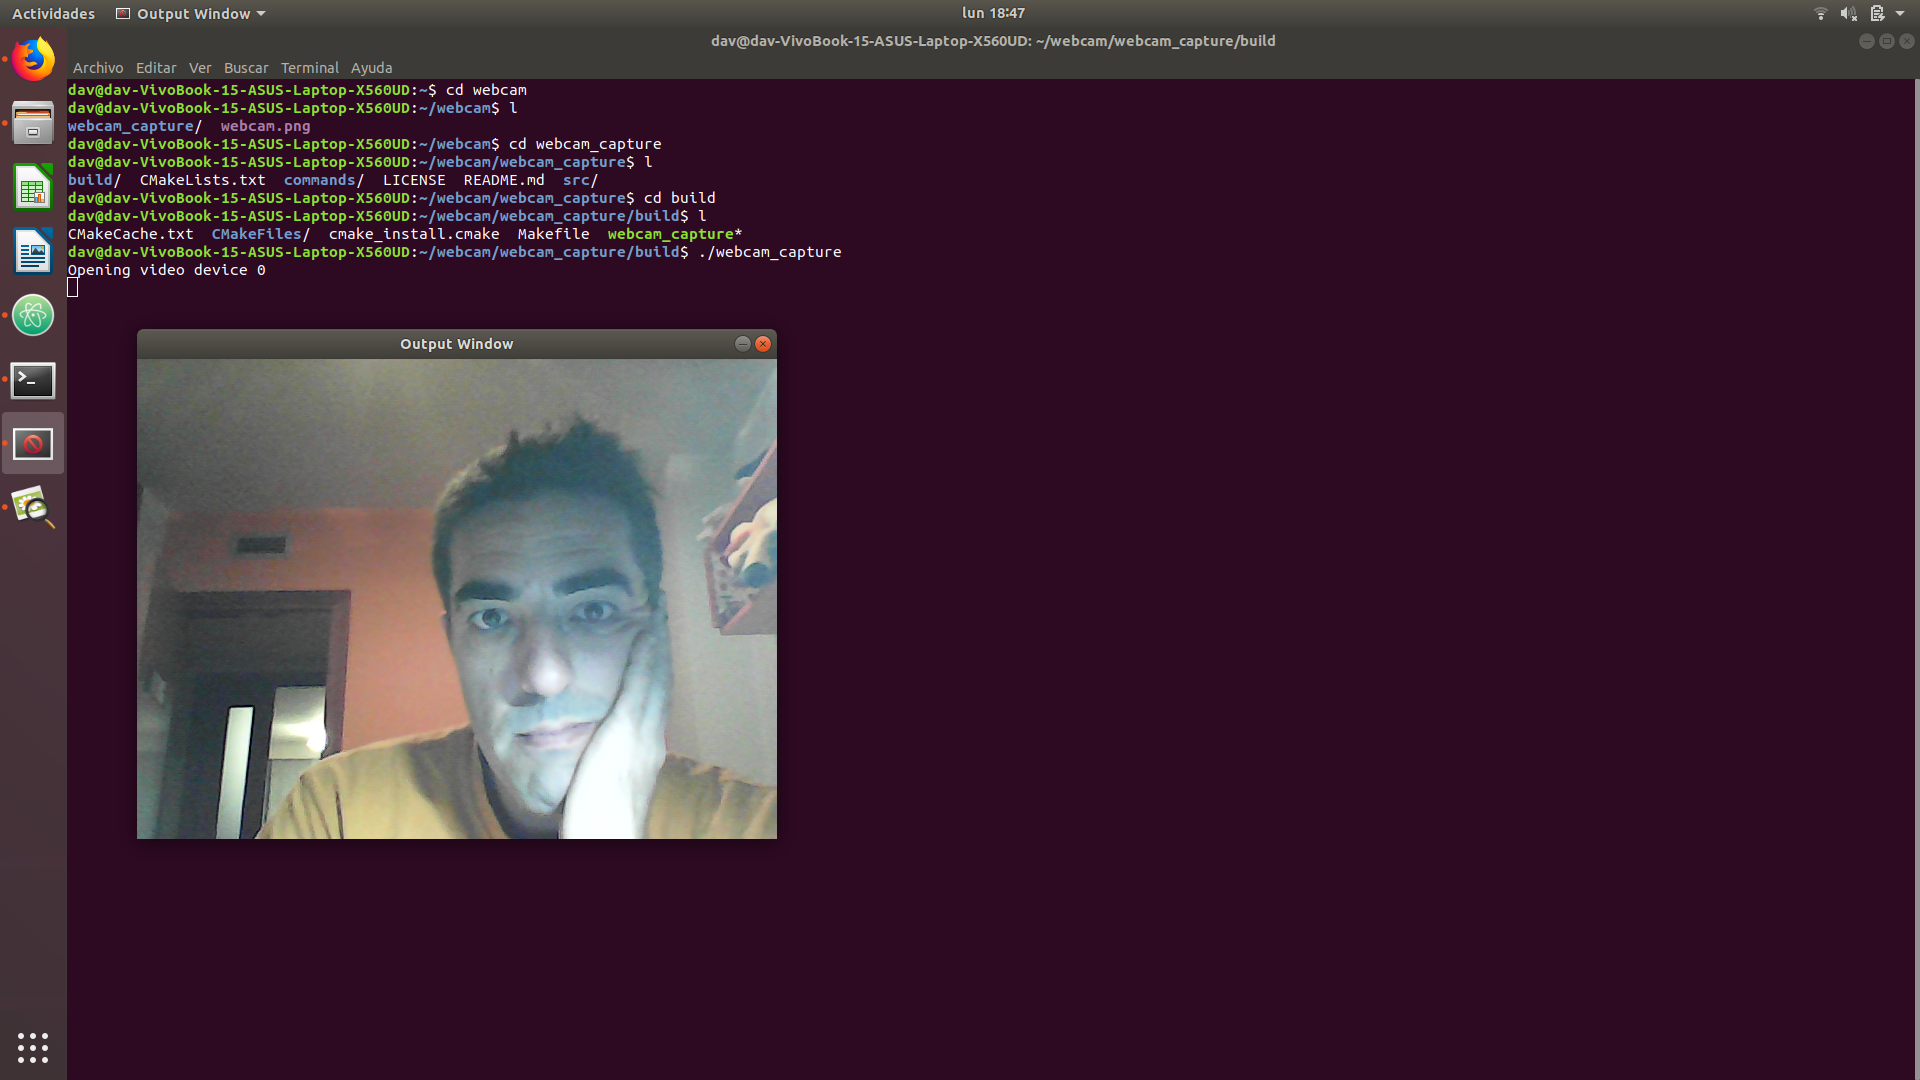 Actividades Output Window lun 18:47
dav@dav-VivoBook-15-ASUS-Laptop-X560UD: ~/webcam/webcam_capture/build
Archivo Editar Ver Buscar Terminal Ayuda
dav@dav-VivoBook-15-ASUS-Laptop-X560UD:~$ cd webcam
dav@dav-VivoBook-15-ASUS-Laptop-X560UD:~/webcam$ l
webcam_capture/ webcam.png
dav@dav-VivoBook-15-ASUS-Laptop-X560UD:~/webcam$ cd webcam_capture
dav@dav-VivoBook-15-ASUS-Laptop-X560UD:~/webcam/webcam_capture$ l
build/ CMakeLists.txt commands/ LICENSE README.md src/
dav@dav-VivoBook-15-ASUS-Laptop-X560UD:~/webcam/webcam_capture$ cd build
dav@dav-VivoBook-15-ASUS-Laptop-X560UD:~/webcam/webcam_capture/build$ l
CMakeCache.txt CMakeFiles/ cmake_install.cmake Makefile webcam_capture*
dav@dav-VivoBook-15-ASUS-Laptop-X560UD:~/webcam/webcam_capture/build$ ./webcam_capture
Opening video device 0
Output Window